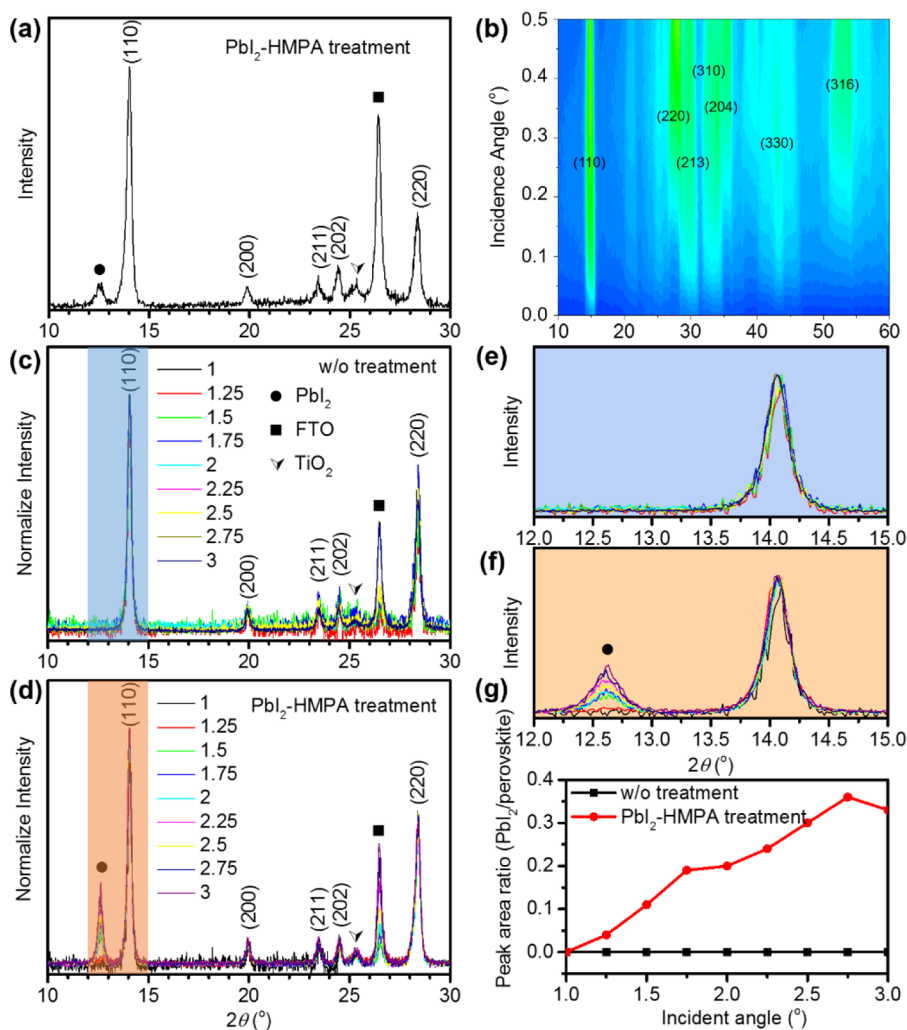 (a)
PbI2-HMPA treatment
(110)
(200)
(211)
(202)
(220)
Intensity
10 14 15 20 25 30
(b)
Incidence Angle (°)
0.5
0.4
0.3
0.2
0.1
0.0
(110)
(220)
(213)
(310)
(204)
(330)
(316)
10 20 30 40 50 60
(c)
w/o treatment
(110)
1
1.25
1.5
1.75
2
2.25
2.5
2.75
3
PbI2
FTO
TiO2
(200)
(211)
(202)
(220)
Normalize Intensity
10 14 15 20 25 30
(d)
PbI2-HMPA treatment
(110)
1
1.25
1.5
1.75
2
2.25
2.5
2.75
3
(200)
(211)
(202)
(220)
Normalize Intensity
10 14 15 20 25 30
2θ (°)
(e)
Intensity
12.0 12.5 13.0 13.5 14.0 14.5 15.0
(f)
Intensity
12.0 12.5 13.0 13.5 14.0 14.5 15.0
2θ (°)
(g)
Peak area ratio (PbI2/perovskite)
0.4
0.3
0.2
0.1
0.0
w/o treatment
PbI2-HMPA treatment
1.0 1.5 2.0 2.5 3.0
Incident angle (°)